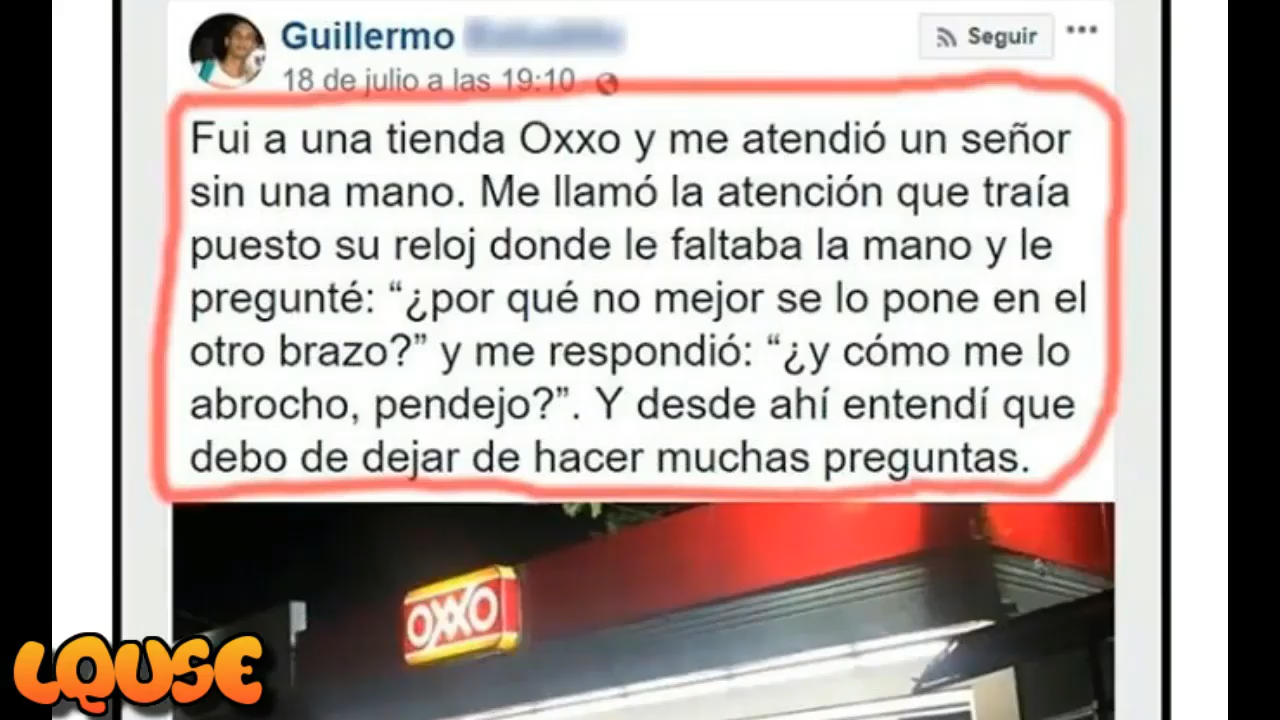 Guillermo
Seguir
18 de julio a las 19:10
Fui a una tienda Oxxo y me atendió un señor
sin una mano. Me llamó la atención que traía
puesto su reloj donde le faltaba la mano y le
pregunté: “¿por qué no mejor se lo pone en el
otro brazo?” y me respondió: “¿y cómo me lo
abrocho, pendejo?”. Y desde ahí entendí que
debo de dejar de hacer muchas preguntas.
OXXO
LQUSE